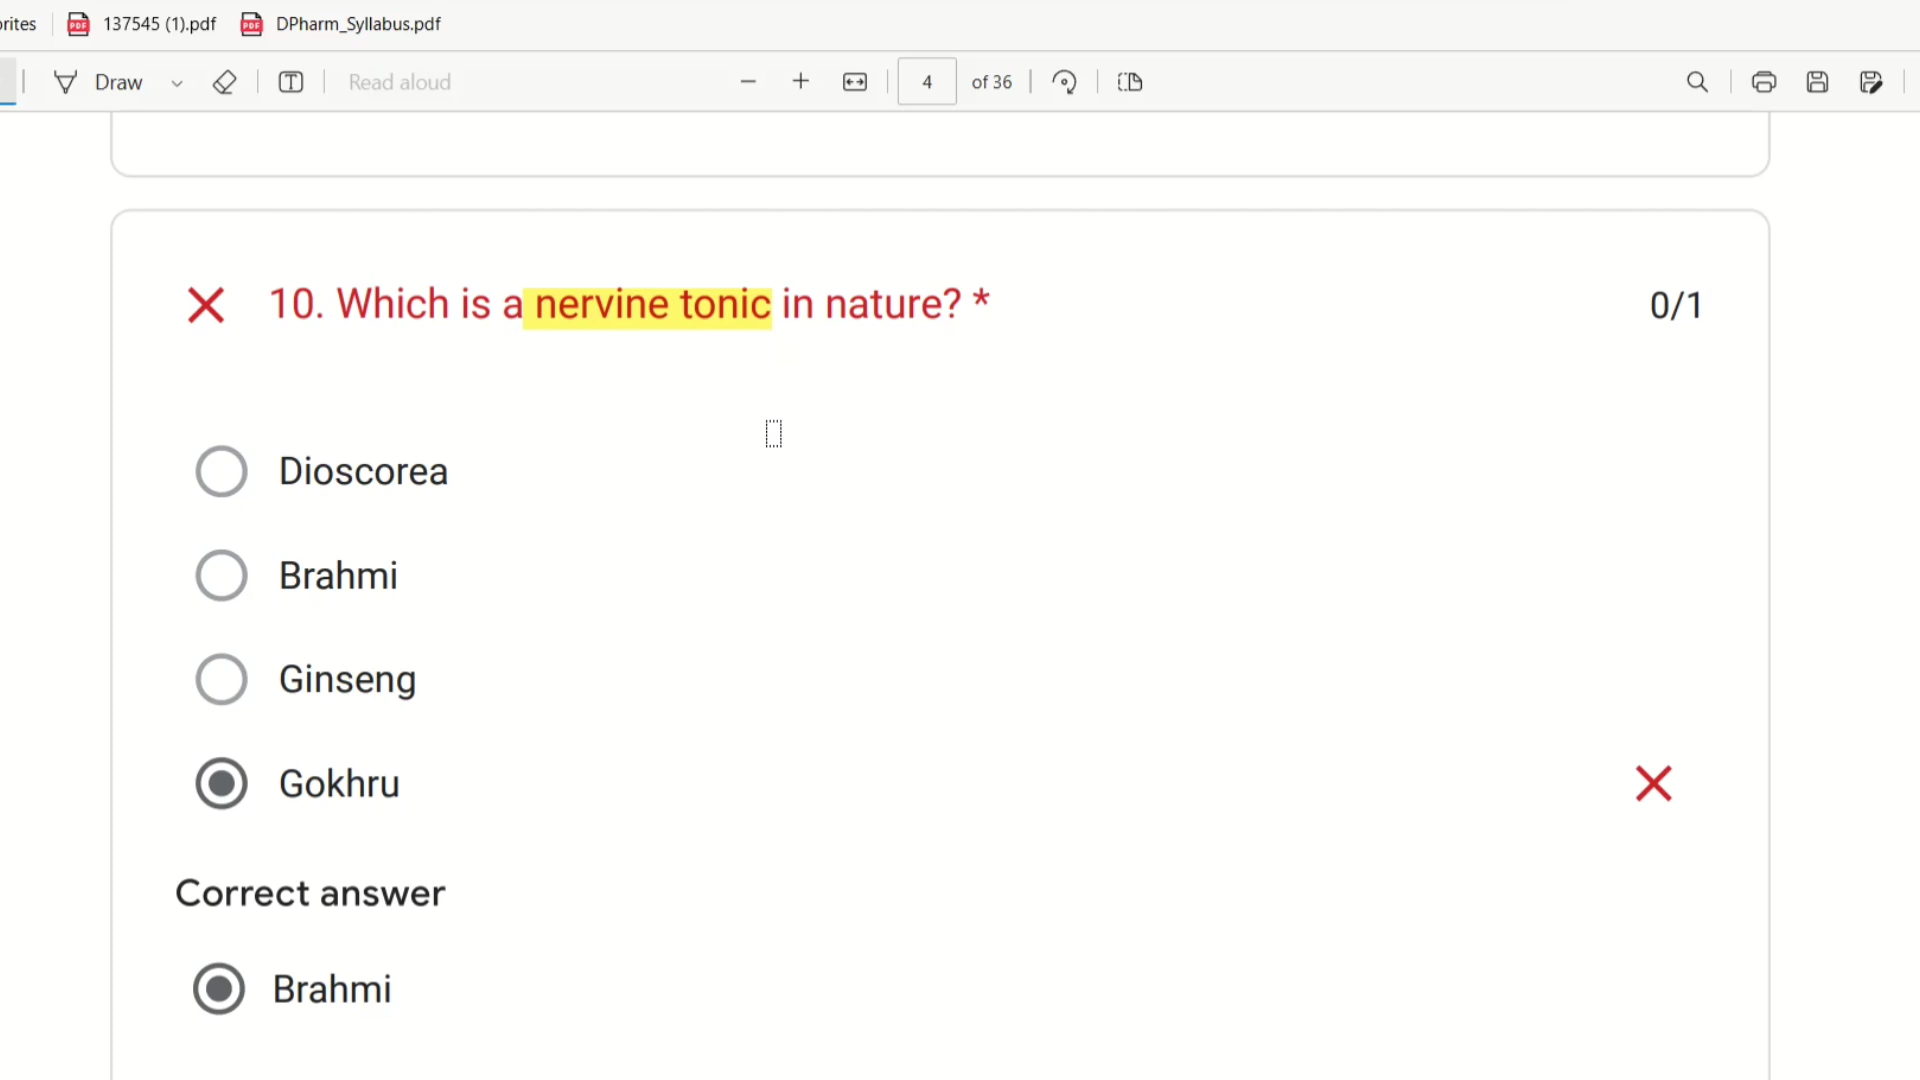 orites 137545 (1).pdf DPharm_Syllabus.pdf
Draw Read aloud 4 of 36
10. Which is a nervine tonic in nature? * 0/1
Dioscorea
Brahmi
Ginseng
Gokhru
Correct answer
Brahmi